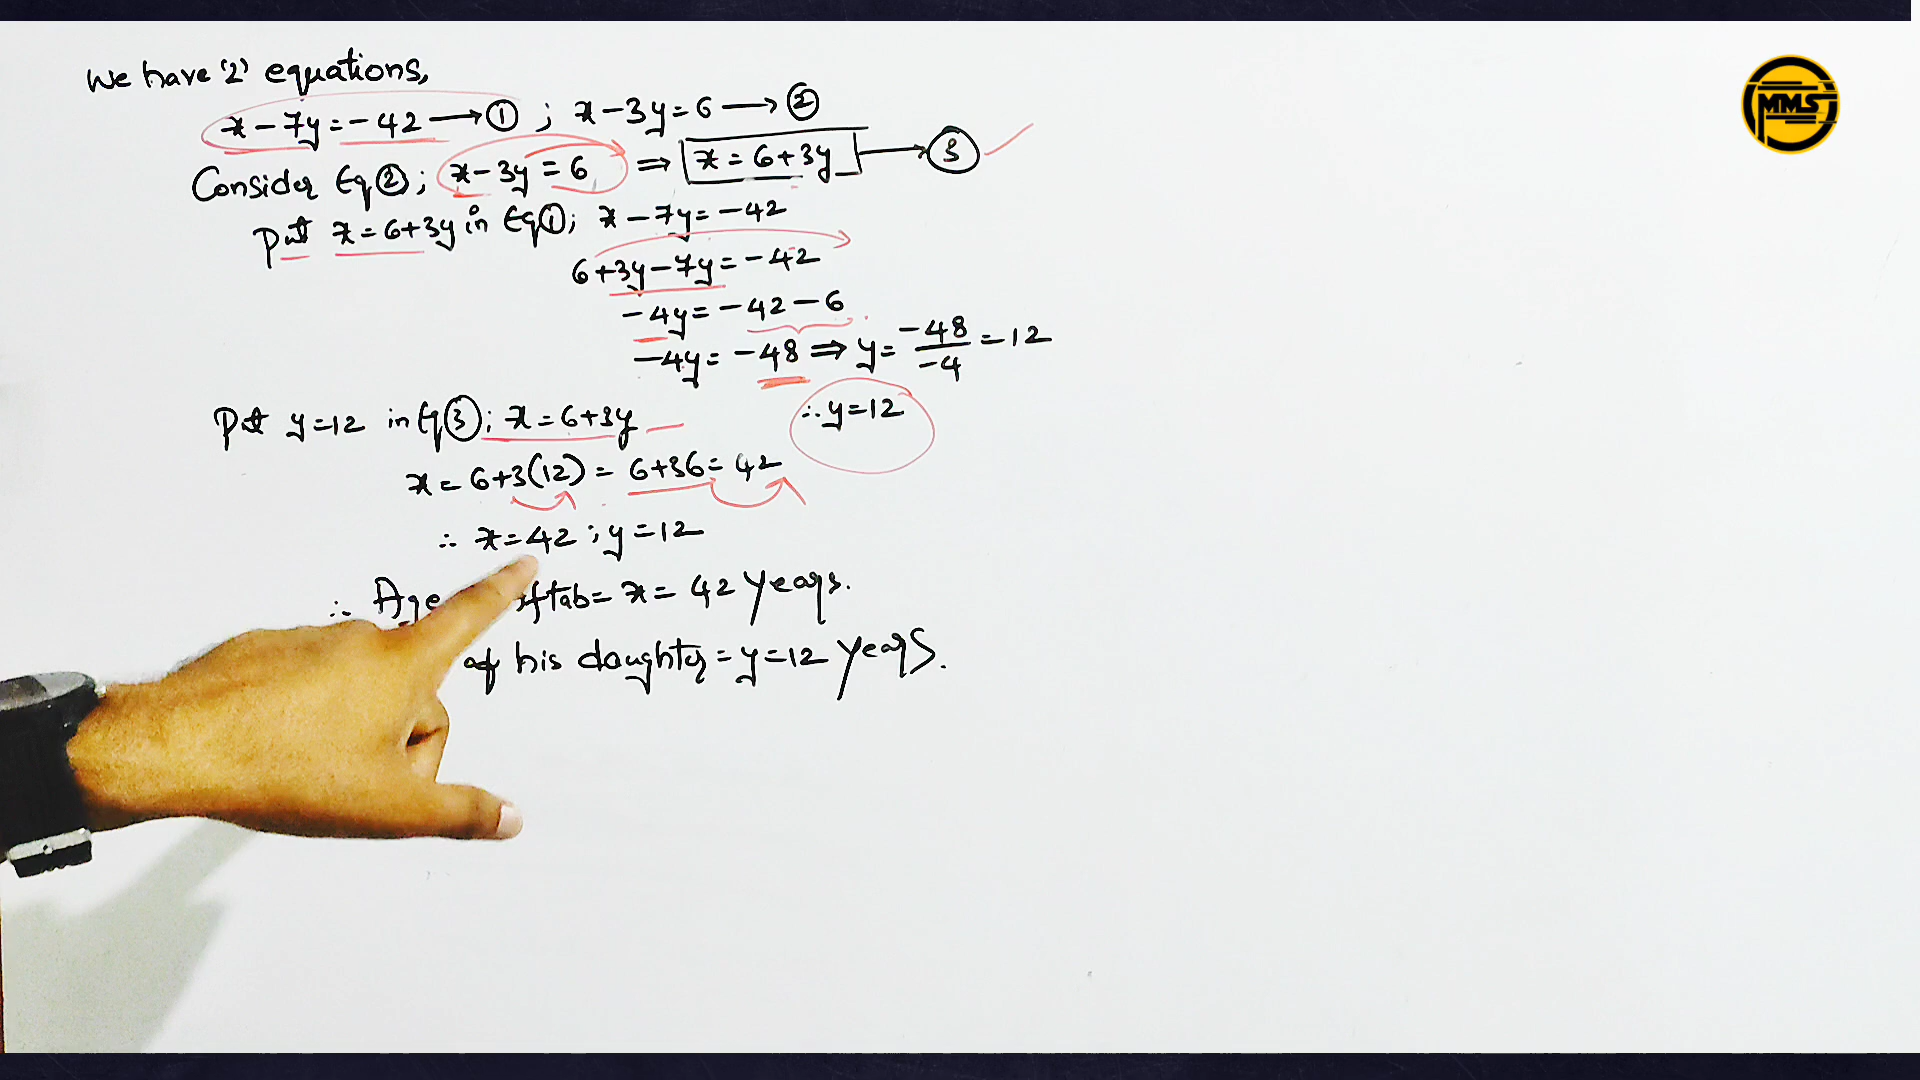 We have '2' equations,
x-7y=-42 → ① ; x-3y=6 → ②
Consider Eq②; x-3y=6 ⇒ x=6+3y → ③
Put x=6+3y in Eq①; x-7y=-42
6+3y-7y=-42
-4y=-42-6
-4y=-48 ⇒ y=-48/-4=12
∴ y=12
Put y=12 in Eq③; x=6+3y
x=6+3(12)=6+36=42
∴ x=42; y=12
∴ Age ftab=x=42 years.
of his daughter=y=12 years.
MMS